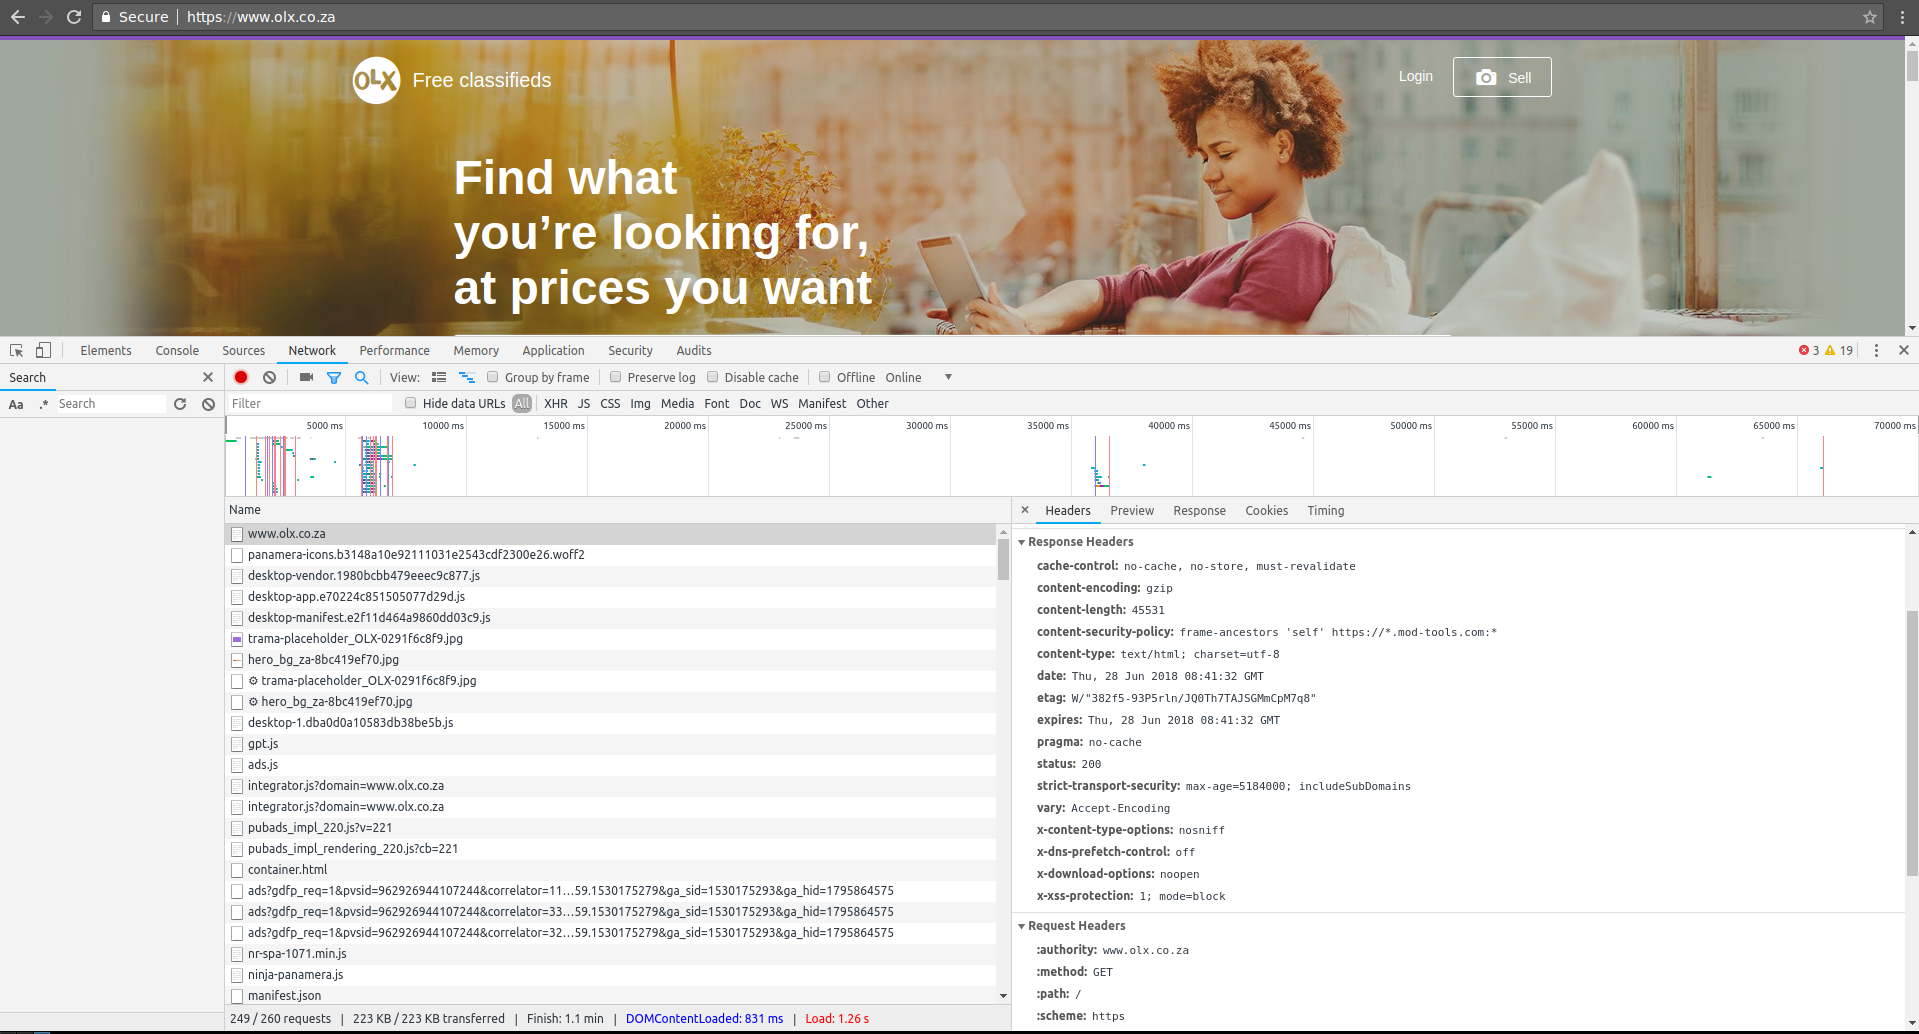 Secure https://www.olx.co.za
OLX Free classifieds Login Sell
Find what
you’re looking for,
at prices you want
Elements Console Sources Network Performance Memory Application Security Audits 3 19
Search View: Group by frame Preserve log Disable cache Offline Online
Aa .* Search Filter Hide data URLs All XHR JS CSS Img Media Font Doc WS Manifest Other
5000 ms 10000 ms 15000 ms 20000 ms 25000 ms 30000 ms 35000 ms 40000 ms 45000 ms 50000 ms 55000 ms 60000 ms 65000 ms 70000 ms
Name
www.olx.co.za
panamera-icons.b3148a10e92111031e2543cdf2300e26.woff2
desktop-vendor.1980bcbb479eeec9c877.js
desktop-app.e70224c851505077d29d.js
desktop-manifest.e2f11d464a9860dd03c9.js
trama-placeholder_OLX-0291f6c8f9.jpg
hero_bg_za-8bc419ef70.jpg
trama-placeholder_OLX-0291f6c8f9.jpg
hero_bg_za-8bc419ef70.jpg
desktop-1.dba0d0a10583db38be5b.js
gpt.js
ads.js
integrator.js?domain=www.olx.co.za
integrator.js?domain=www.olx.co.za
pubads_impl_220.js?v=221
pubads_impl_rendering_220.js?cb=221
container.html
ads?gdfp_req=1&pvsid=962926944107244&correlator=11…59.1530175279&ga_sid=1530175293&ga_hid=1795864575
ads?gdfp_req=1&pvsid=962926944107244&correlator=33…59.1530175279&ga_sid=1530175293&ga_hid=1795864575
ads?gdfp_req=1&pvsid=962926944107244&correlator=32…59.1530175279&ga_sid=1530175293&ga_hid=1795864575
nr-spa-1071.min.js
ninja-panamera.js
manifest.json
249 / 260 requests | 223 KB / 223 KB transferred | Finish: 1.1 min | DOMContentLoaded: 831 ms | Load: 1.26 s
Headers Preview Response Cookies Timing
Response Headers
cache-control: no-cache, no-store, must-revalidate
content-encoding: gzip
content-length: 45531
content-security-policy: frame-ancestors 'self' https://*.mod-tools.com:*
content-type: text/html; charset=utf-8
date: Thu, 28 Jun 2018 08:41:32 GMT
etag: W/"382f5-93P5rln/JQ0Th7TAJSGMmCpM7q8"
expires: Thu, 28 Jun 2018 08:41:32 GMT
pragma: no-cache
status: 200
strict-transport-security: max-age=5184000; includeSubDomains
vary: Accept-Encoding
x-content-type-options: nosniff
x-dns-prefetch-control: off
x-download-options: noopen
x-xss-protection: 1; mode=block
Request Headers
:authority: www.olx.co.za
:method: GET
:path: /
:scheme: https